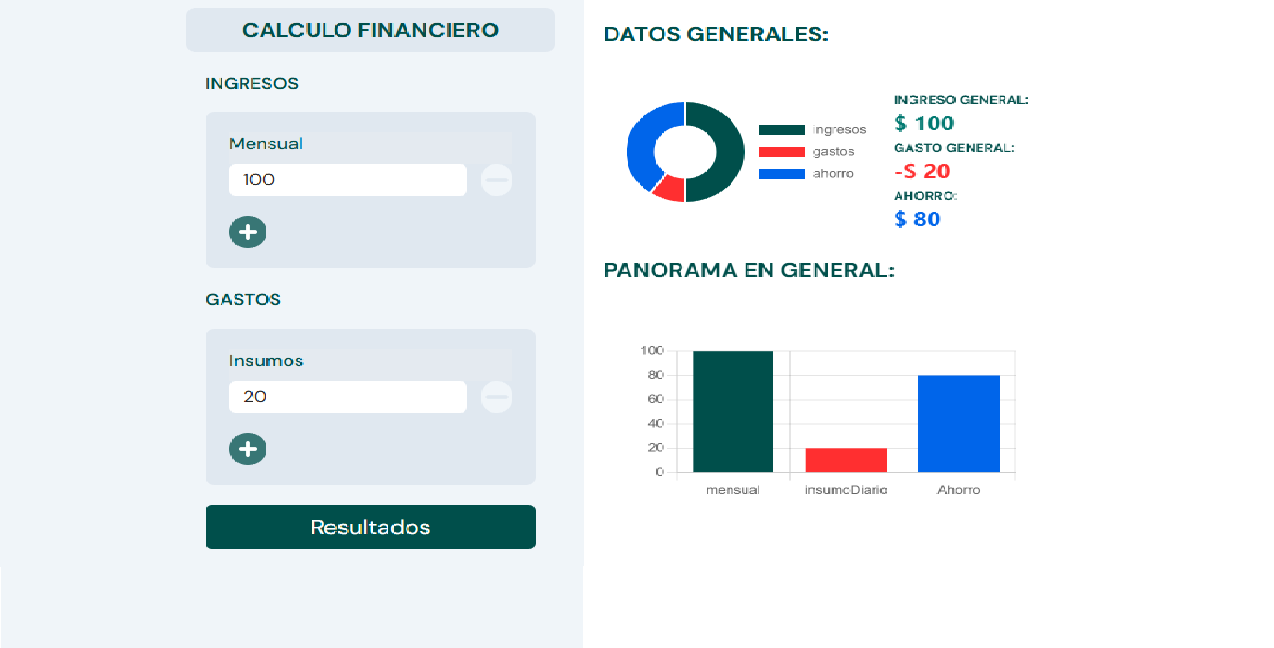 CALCULO FINANCIERO
INGRESOS
Mensual
100
GASTOS
Insumos
20
Resultados
DATOS GENERALES:
ingresos
gastos
ahorro
INGRESO GENERAL:
$ 100
GASTO GENERAL:
-$ 20
AHORRO:
$ 80
PANORAMA EN GENERAL:
100
80
60
40
20
0
mensual
insumoDiario
Ahorro